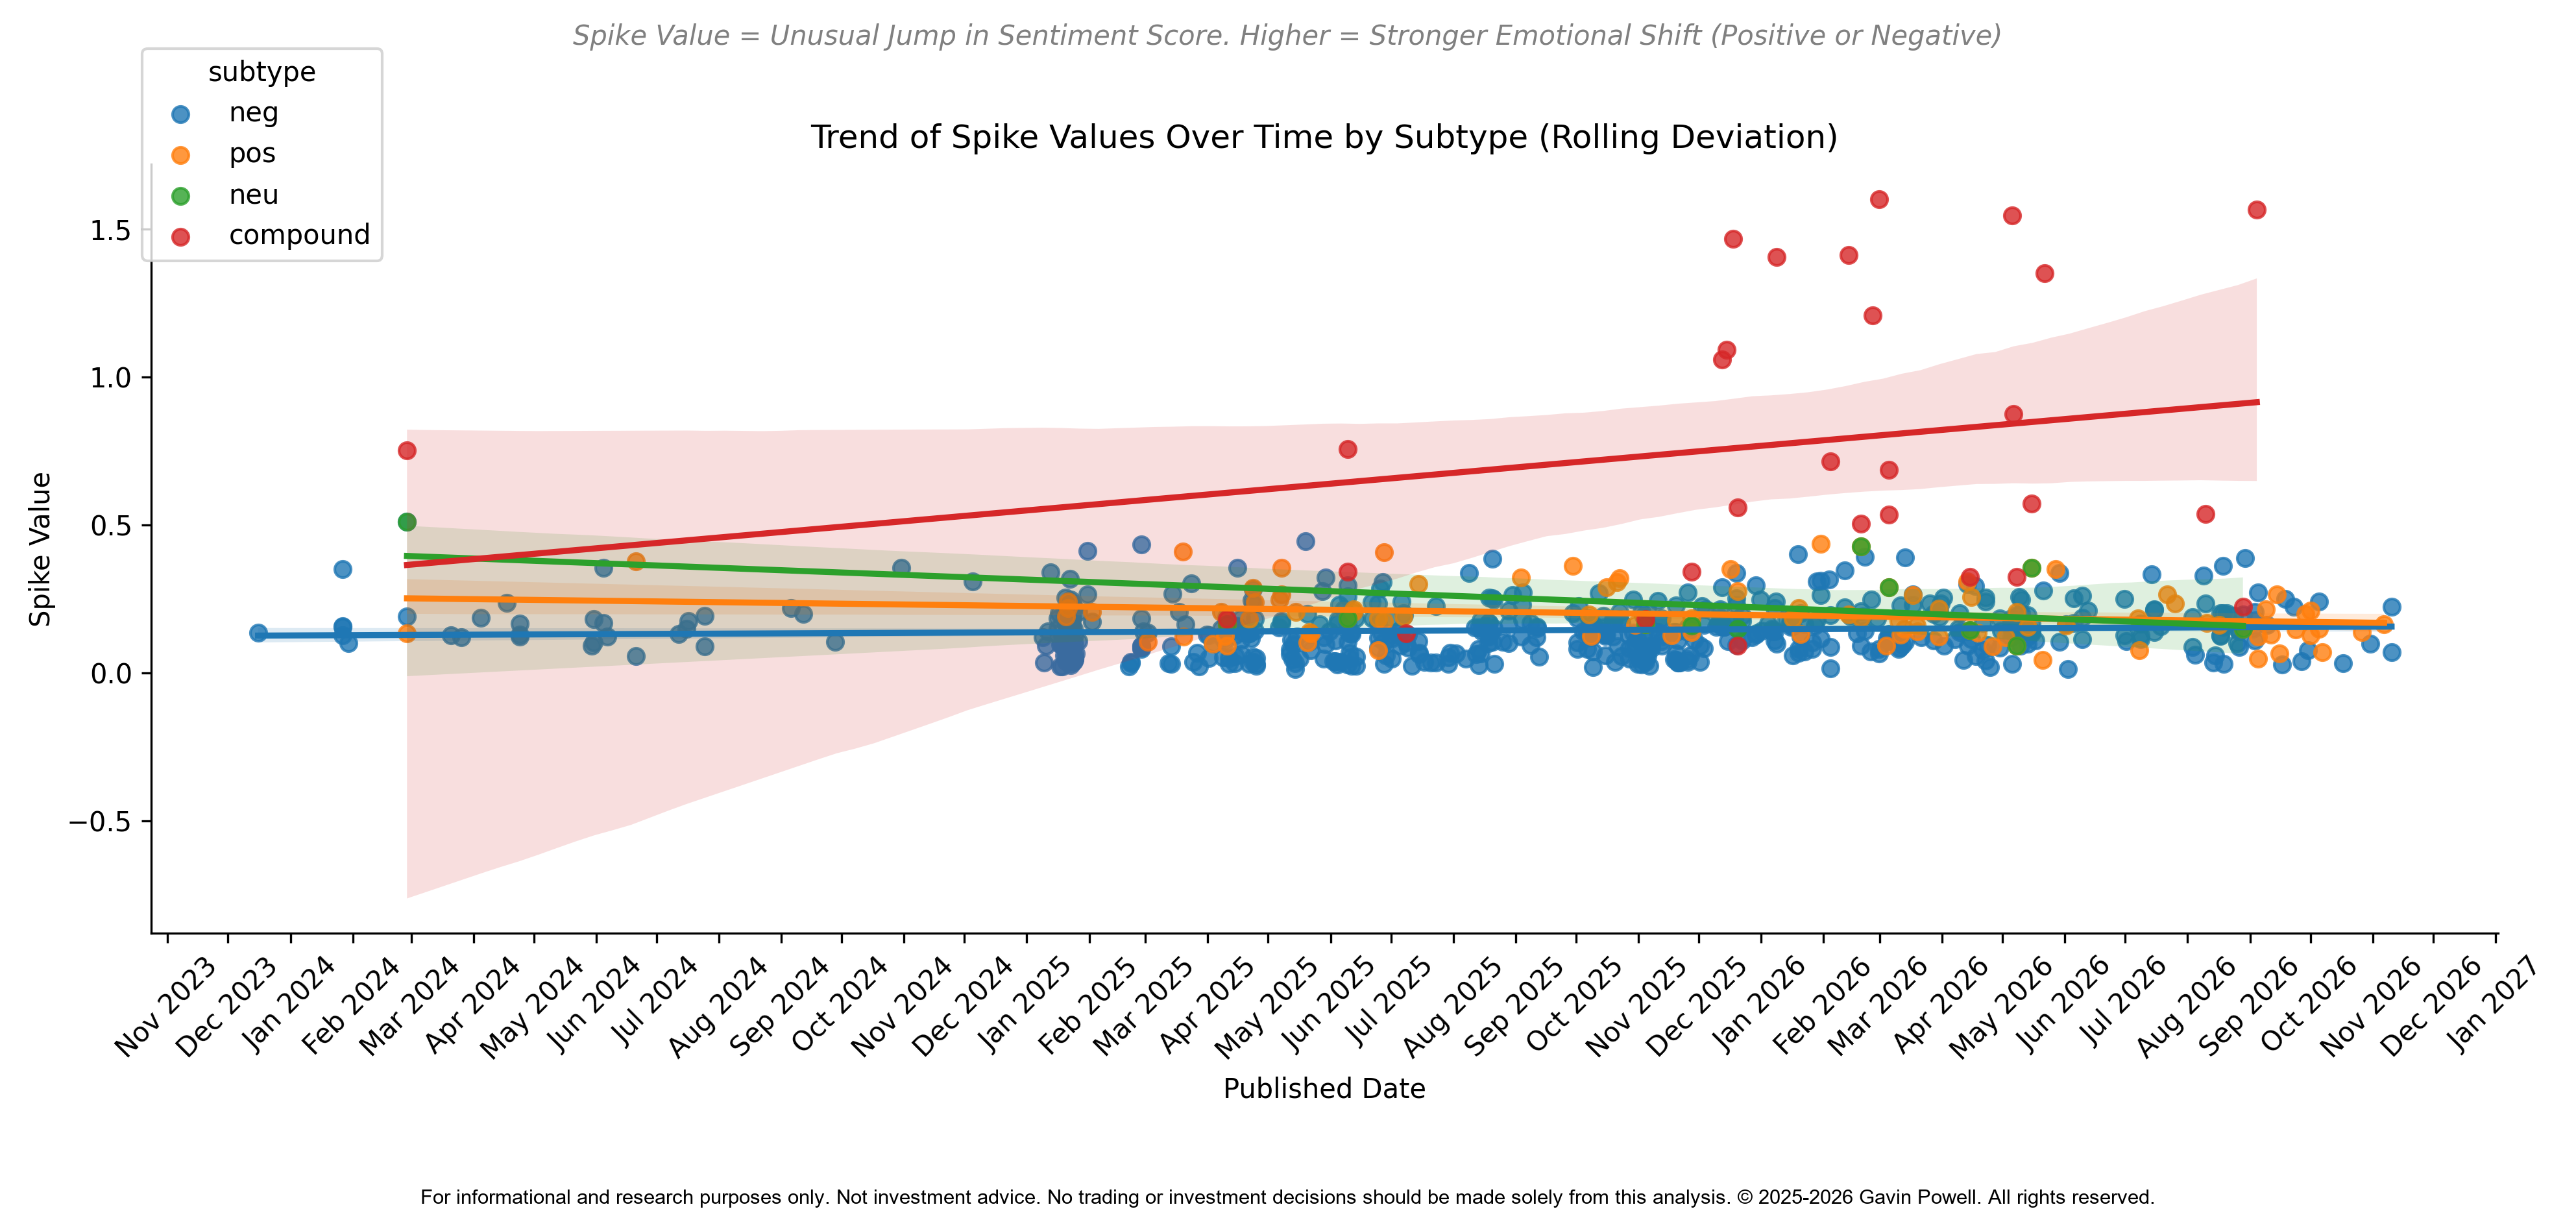 Spike Value = Unusual Jump in Sentiment Score. Higher = Stronger Emotional Shift (Positive or Negative)
subtype
neg
pos
neu
compound
Trend of Spike Values Over Time by Subtype (Rolling Deviation)
Spike Value
1.5
1.0
0.5
0.0
−0.5
Nov 2023
Dec 2023
Jan 2024
Feb 2024
Mar 2024
Apr 2024
May 2024
Jun 2024
Jul 2024
Aug 2024
Sep 2024
Oct 2024
Nov 2024
Dec 2024
Jan 2025
Feb 2025
Mar 2025
Apr 2025
May 2025
Jun 2025
Jul 2025
Aug 2025
Sep 2025
Oct 2025
Nov 2025
Dec 2025
Jan 2026
Feb 2026
Mar 2026
Apr 2026
May 2026
Jun 2026
Jul 2026
Aug 2026
Sep 2026
Oct 2026
Nov 2026
Dec 2026
Jan 2027
Published Date
For informational and research purposes only. Not investment advice. No trading or investment decisions should be made solely from this analysis. © 2025-2026 Gavin Powell. All rights reserved.